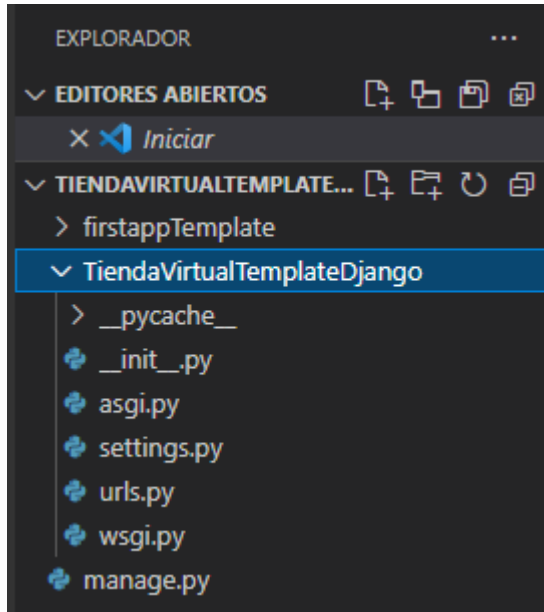 EXPLORADOR ...
EDITORES ABIERTOS
Iniciar
TIENDAVIRTUALTEMPLATE...
firstappTemplate
TiendaVirtualTemplateDjango
__pycache__
__init__.py
asgi.py
settings.py
urls.py
wsgi.py
manage.py